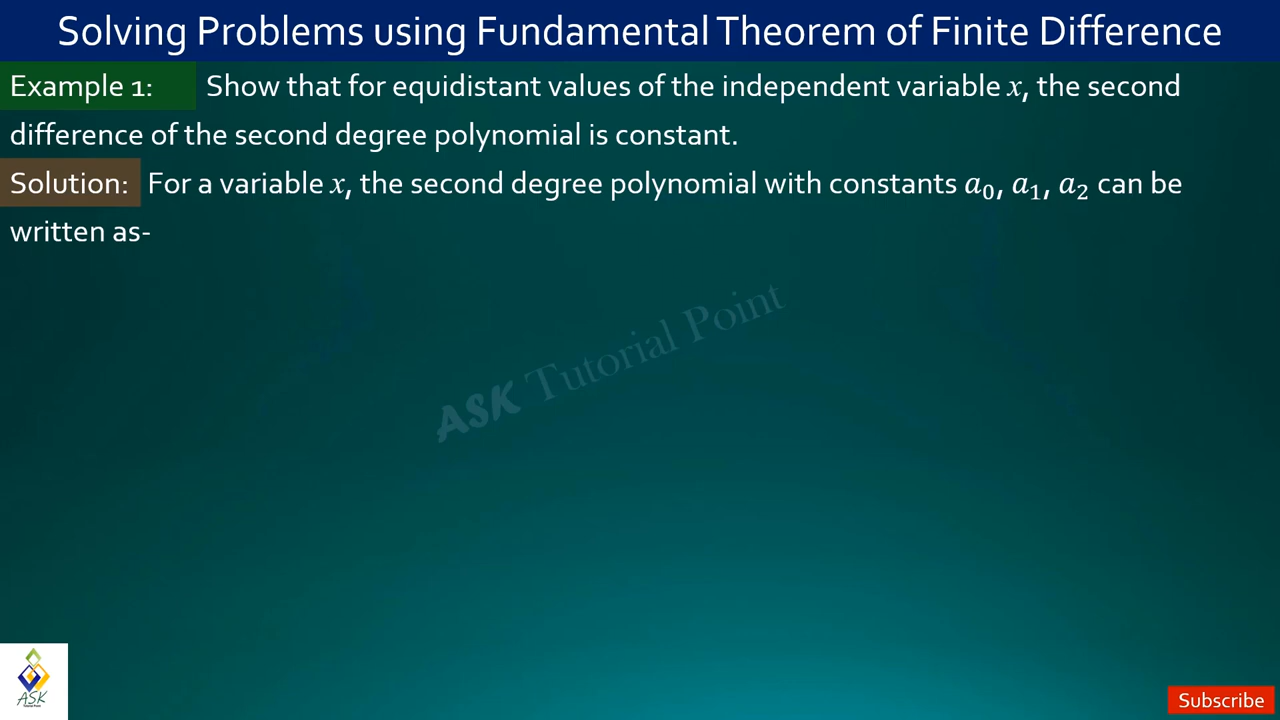 Solving Problems using Fundamental Theorem of Finite Difference
Example 1: Show that for equidistant values of the independent variable x, the second
difference of the second degree polynomial is constant.
Solution: For a variable x, the second degree polynomial with constants a₀, a₁, a₂ can be
written as-
ASK Tutorial Point
ASK
Tutorial Point
Subscribe